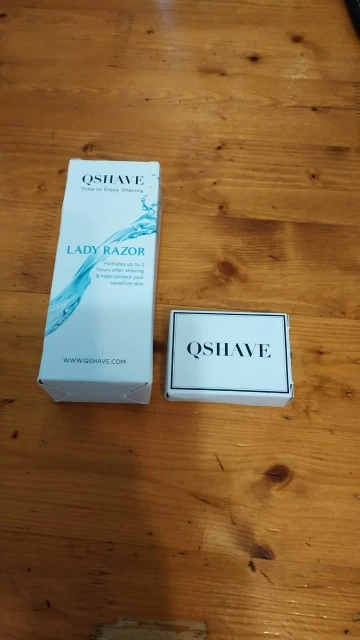 QSHAVE
Time to Enjoy Shaving
LADY RAZOR
Hydrates up to 2
hours after shaving
& helps protect your
sensitive skin
WWW.QSHAVE.COM
QSHAVE